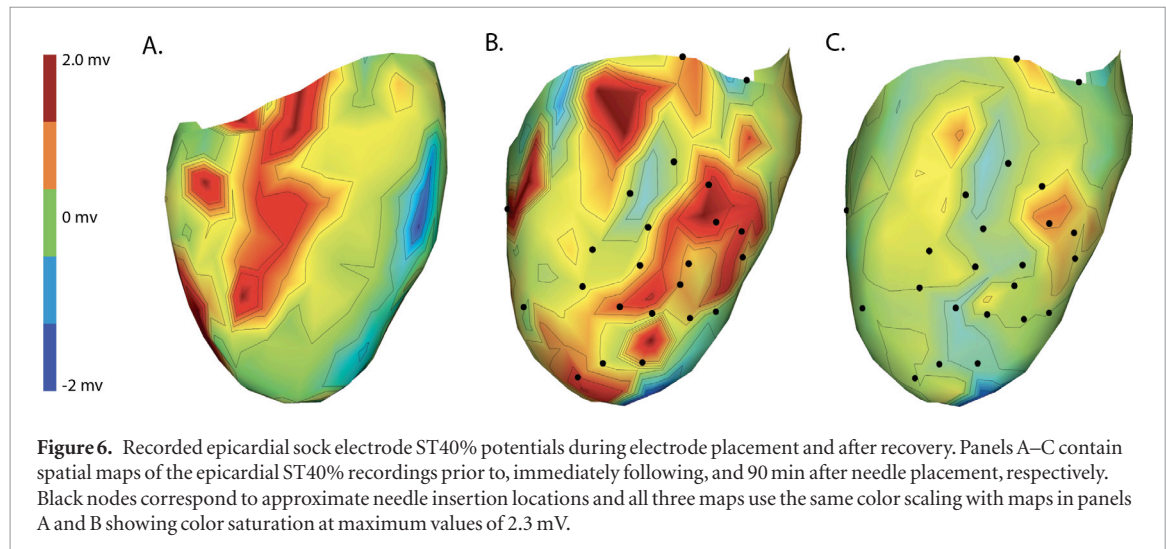 A.
B.
C.
2.0 mv
0 mv
-2 mv
Figure 6. Recorded epicardial sock electrode ST40% potentials during electrode placement and after recovery. Panels A–C contain
spatial maps of the epicardial ST40% recordings prior to, immediately following, and 90 min after needle placement, respectively.
Black nodes correspond to approximate needle insertion locations and all three maps use the same color scaling with maps in panels
A and B showing color saturation at maximum values of 2.3 mV.